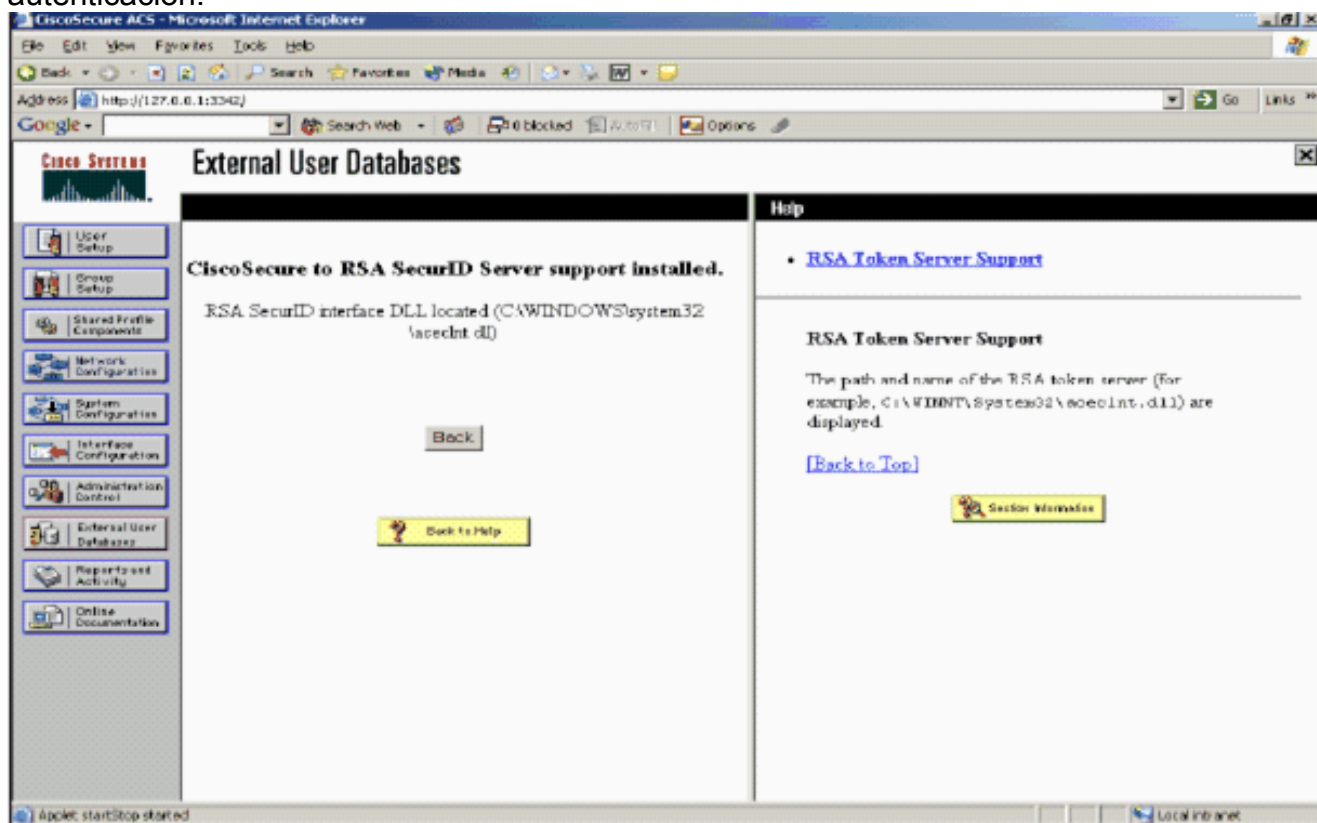 autenticación.
CiscoSecure ACS - Microsoft Internet Explorer
File Edit View Favorites Tools Help
Back Search Favorites Media
Address http://127.0.0.1:3342/ Go Links »
Google - Search Web - 0 blocked AutoFill Options
CISCO SYSTEMS
External User Databases
User
Setup
Group
Setup
Shared Profile
Components
Network
Configuration
System
Configuration
Interface
Configuration
Administration
Control
External User
Databases
Reports and
Activity
Online
Documentation
CiscoSecure to RSA SecurID Server support installed.
RSA SecurID interface DLL located (C:\WINDOWS\system32
\aceclnt.dll)
Back
Back to Help
Help
• RSA Token Server Support
RSA Token Server Support
The path and name of the RSA token server (for
example, C:\WINNT\System32\aceclnt.dll) are
displayed.
[Back to Top]
Section Information
Applet startStop started
Local intranet